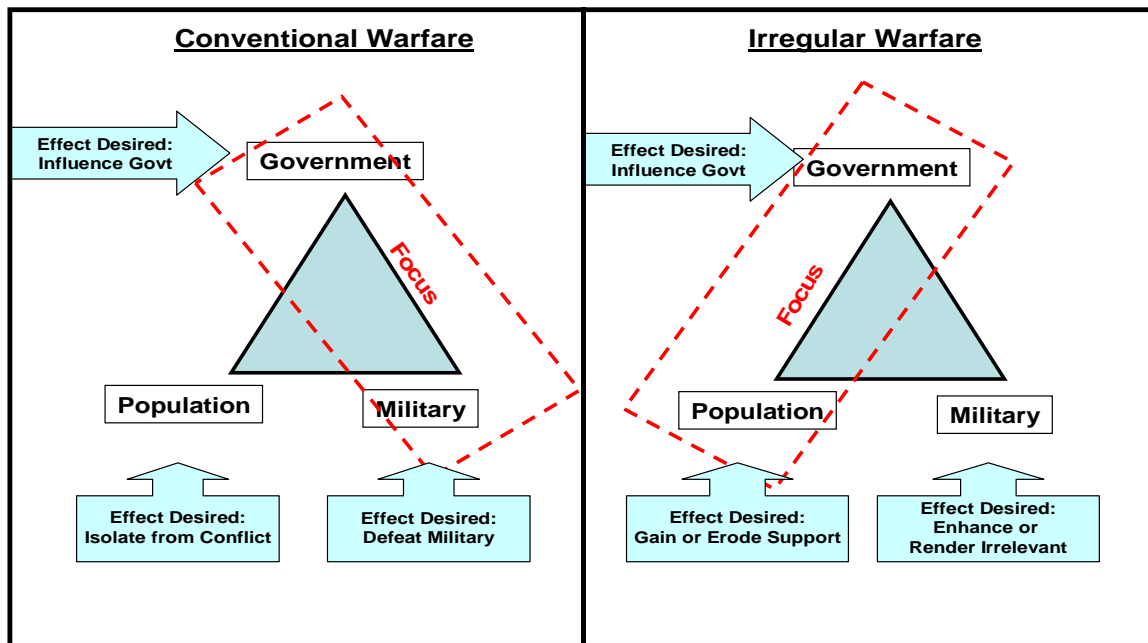 Conventional Warfare
Effect Desired:
Influence Govt
Government
Focus
Population
Military
Effect Desired:
Isolate from Conflict
Effect Desired:
Defeat Military
Irregular Warfare
Effect Desired:
Influence Govt
Government
Focus
Population
Military
Effect Desired:
Gain or Erode Support
Effect Desired:
Enhance or
Render Irrelevant